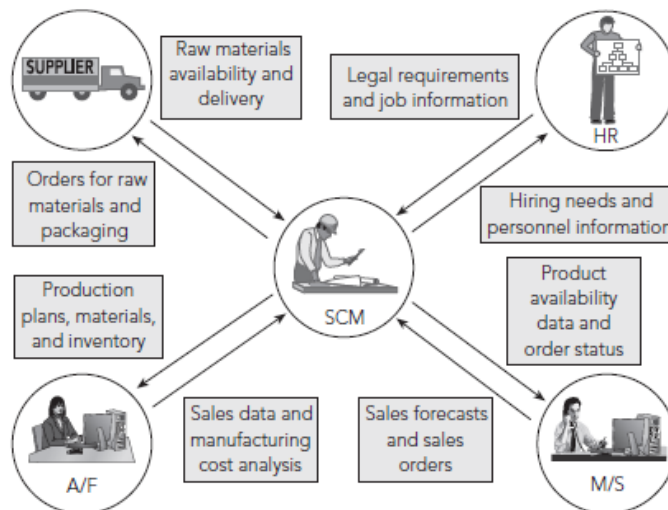 SUPPLIER
Raw materials
availability and
delivery
Legal requirements
and job information
HR
Orders for raw
materials and
packaging
Hiring needs and
personnel information
SCM
Production
plans, materials,
and inventory
Product
availability
data and
order status
A/F
Sales data and
manufacturing
cost analysis
Sales forecasts
and sales
orders
M/S